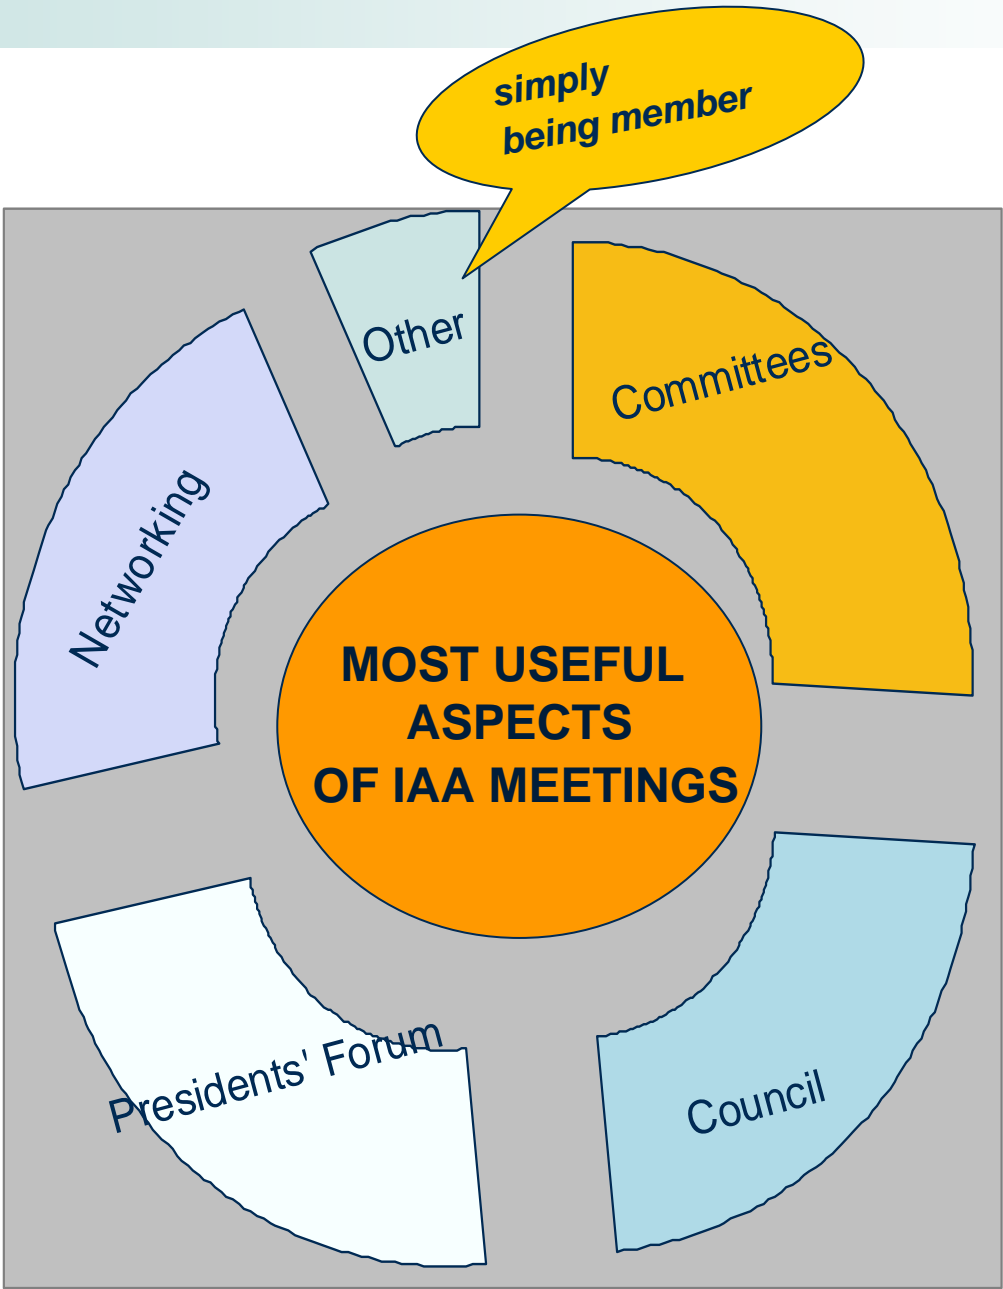 simply
being member
Other
Committees
Networking
MOST USEFUL
ASPECTS
OF IAA MEETINGS
Presidents' Forum
Council